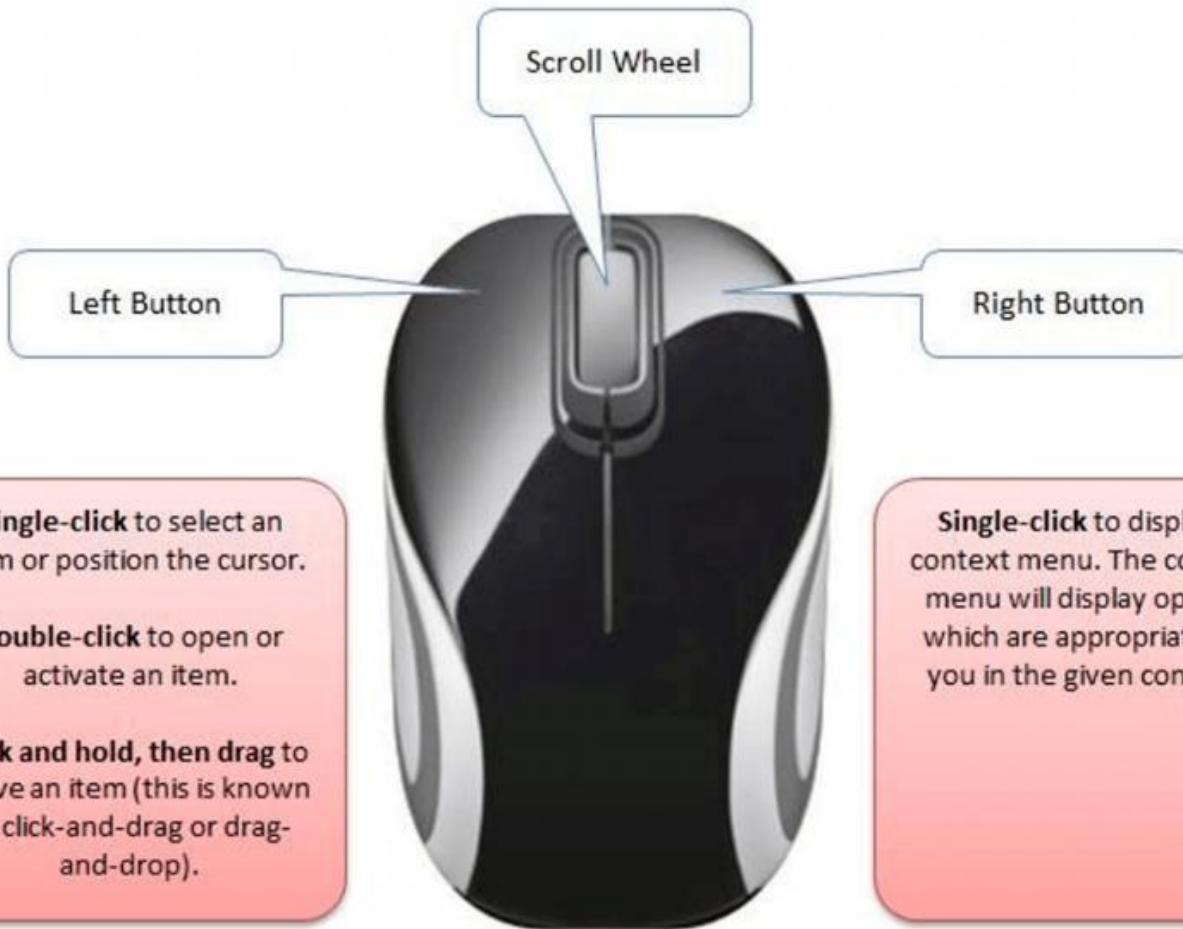 Scroll Wheel
Left Button
Right Button
ingle-click to select an
m or position the cursor.
ouble-click to open or
activate an item.
k and hold, then drag to
ve an item (this is known
click-and-drag or drag-
and-drop).
Single-click to displ
context menu. The co
menu will display op
which are appropriat
you in the given con